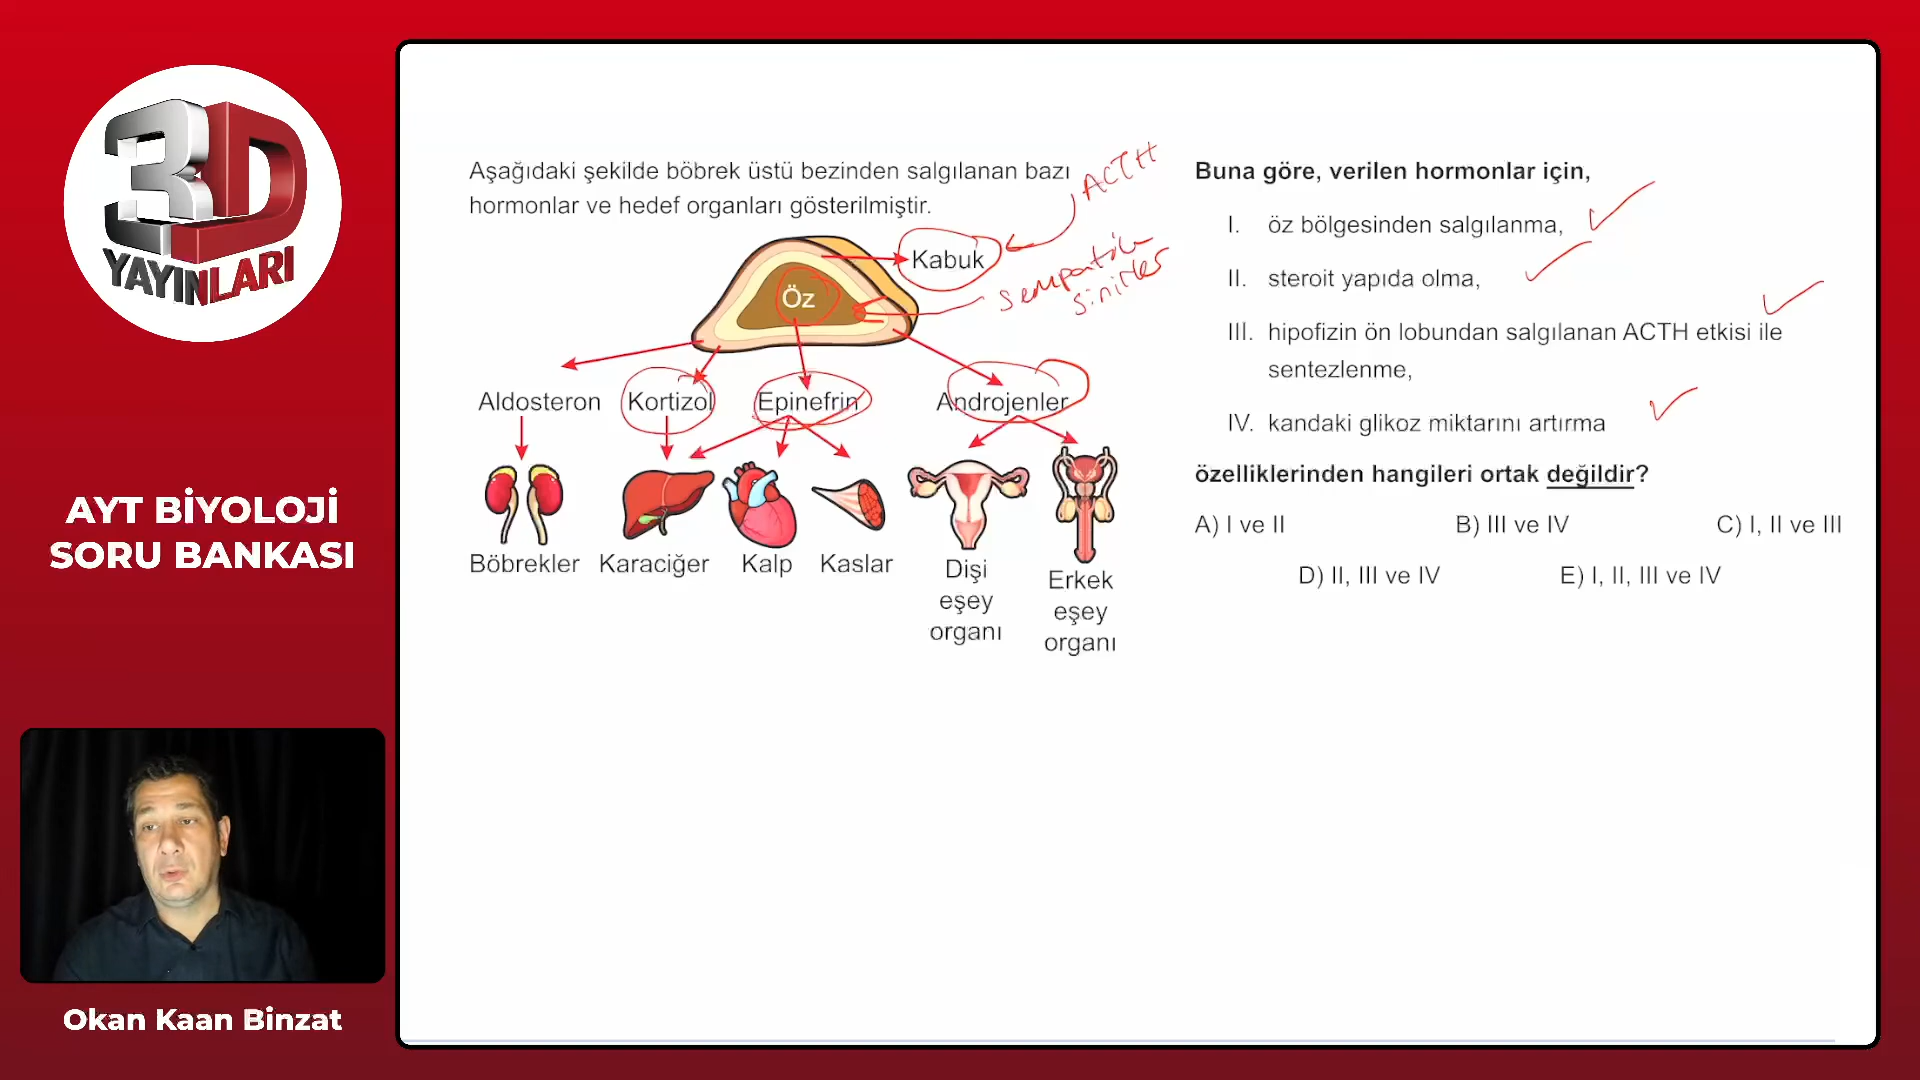 3D
YAYINLARI
AYT BİYOLOJİ
SORU BANKASI
Okan Kaan Binzat
Aşağıdaki şekilde böbrek üstü bezinden salgılanan bazı
hormonlar ve hedef organları gösterilmiştir.
ACTH
Kabuk
Öz
sempatik
sinirler
Aldosteron
Kortizol
Epinefrin
Androjenler
Böbrekler
Karaciğer
Kalp
Kaslar
Dişi
eşey
organı
Erkek
eşey
organı
Buna göre, verilen hormonlar için,
I. öz bölgesinden salgılanma,
II. steroit yapıda olma,
III. hipofizin ön lobundan salgılanan ACTH etkisi ile
sentezlenme,
IV. kandaki glikoz miktarını artırma
özelliklerinden hangileri ortak değildir?
A) I ve II B) III ve IV C) I, II ve III
D) II, III ve IV E) I, II, III ve IV